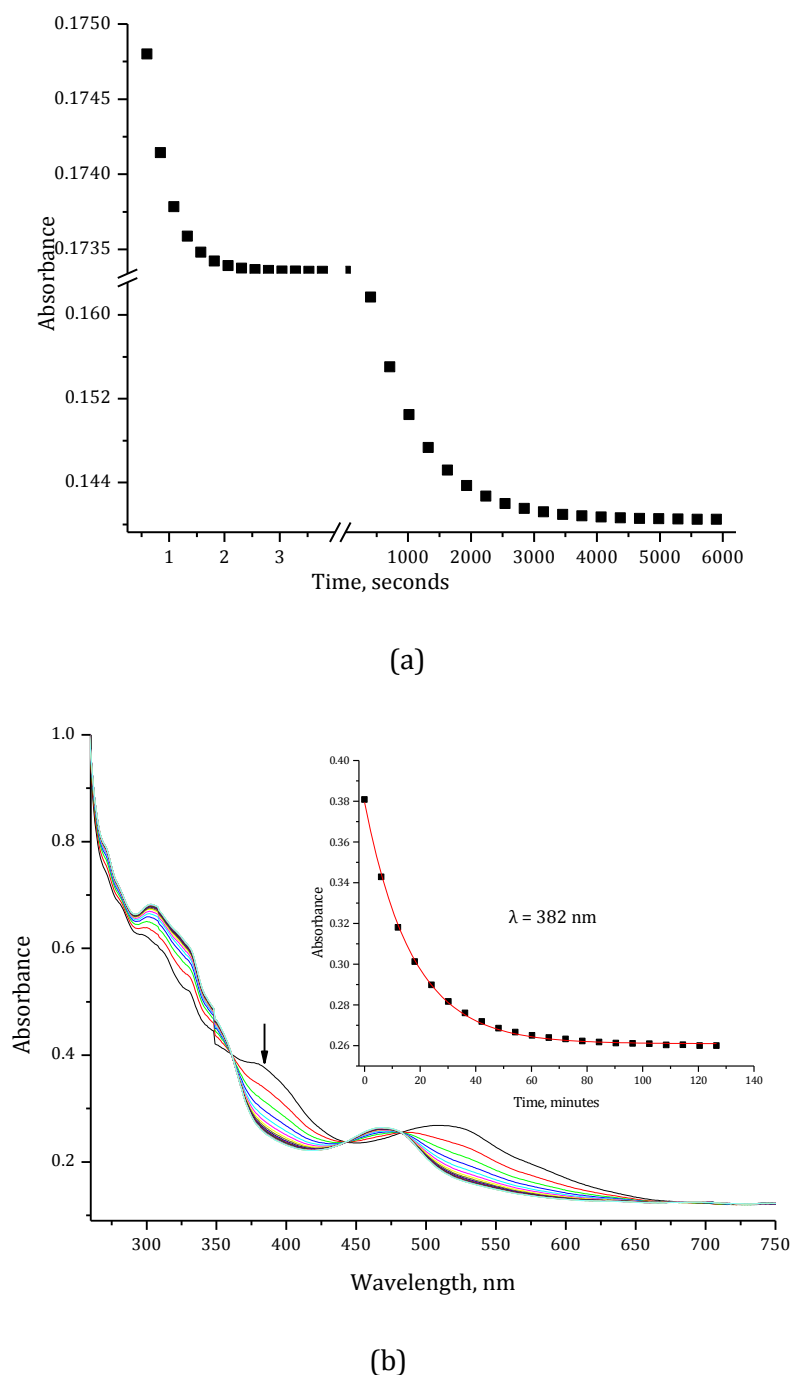 0.1750
0.1745
0.1740
0.1735
0.160
0.152
0.144
Absorbance
1 2 3 1000 2000 3000 4000 5000 6000
Time, seconds
(a)
1.0
0.8
0.6
0.4
0.2
Absorbance
0.40
0.38
0.36
0.34
0.32
0.30
0.28
0.26
Absorbance
λ = 382 nm
0 20 40 60 80 100 120 140
Time, minutes
300 350 400 450 500 550 600 650 700 750
Wavelength, nm
(b)